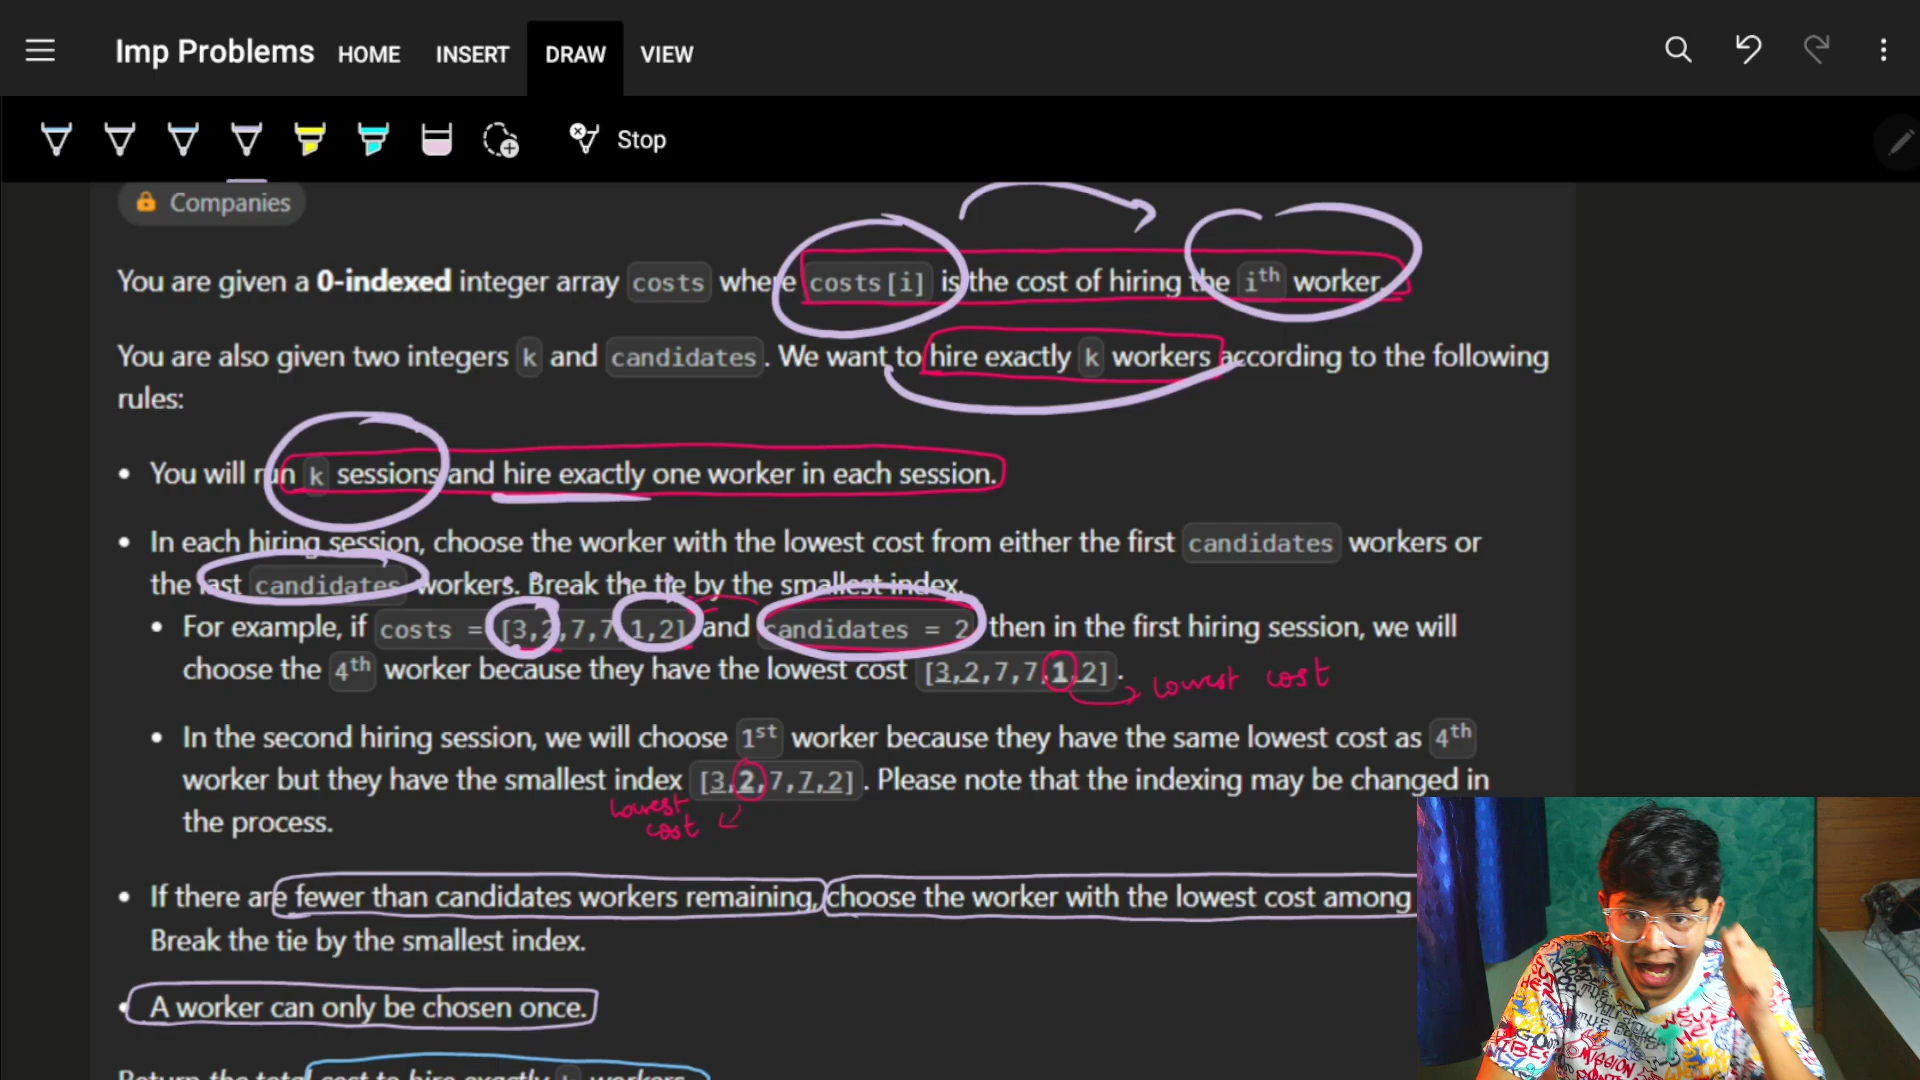 Imp Problems HOME INSERT DRAW VIEW
Stop
Companies
You are given a 0-indexed integer array costs where costs[i] is the cost of hiring the ith worker.
You are also given two integers k and candidates. We want to hire exactly k workers according to the following
rules:
• You will run k sessions and hire exactly one worker in each session.
• In each hiring session, choose the worker with the lowest cost from either the first candidates workers or
the last candidates workers. Break the tie by the smallest index.
• For example, if costs = [3,2,7,7,1,2] and candidates = 2 then in the first hiring session, we will
choose the 4th worker because they have the lowest cost [3,2,7,7,1,2].
lowest cost
• In the second hiring session, we will choose 1st worker because they have the same lowest cost as 4th
worker but they have the smallest index [3,2,7,7,2]. Please note that the indexing may be changed in
lowest
cost
the process.
• If there are fewer than candidates workers remaining, choose the worker with the lowest cost among
Break the tie by the smallest index.
• A worker can only be chosen once.
Return the total cost to hire exactly k workers.